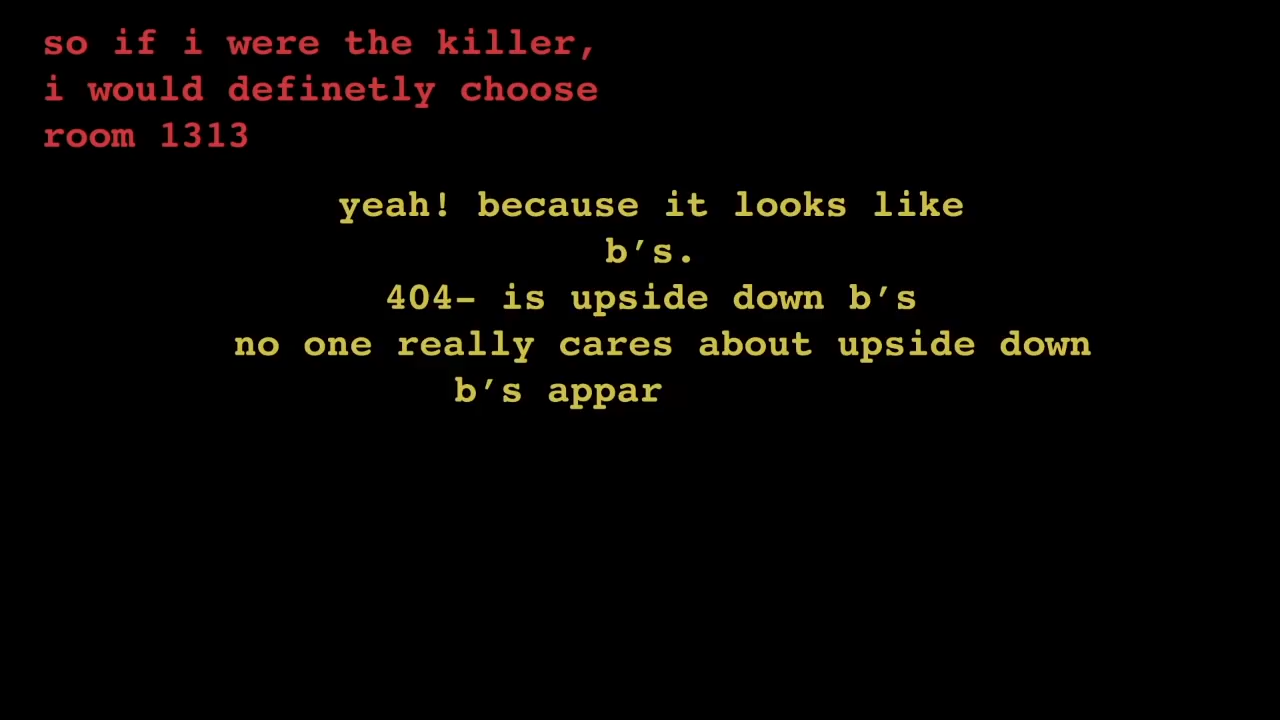 so if i were the killer,
i would definetly choose
room 1313
yeah! because it looks like
b’s.
404- is upside down b’s
no one really cares about upside down
b’s appar